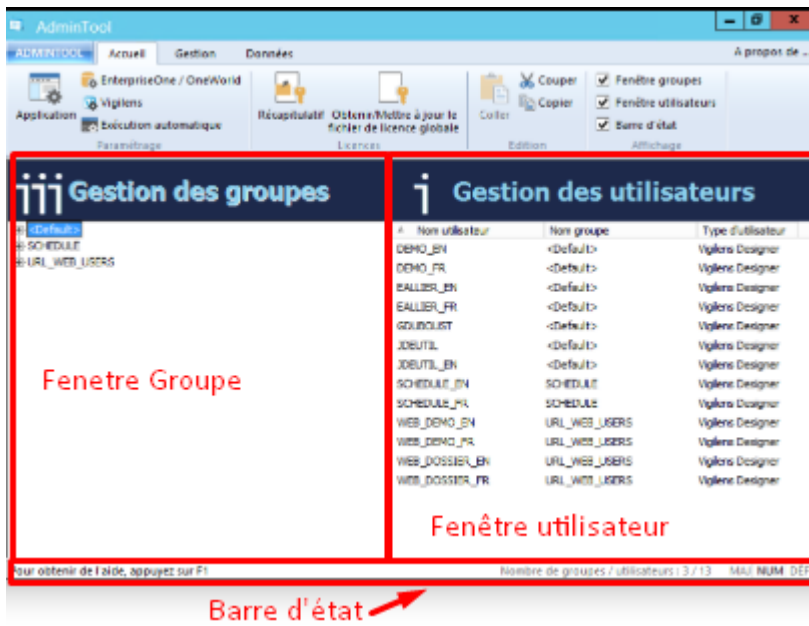 AdminTool
ADMINTOOL Accueil Gestion Données A propos de ...
Application
EnterpriseOne / OneWorld
Vigilens
Exécution automatique
Paramétrage
Récapitulatif
Obtenir/Mettre à jour le
fichier de licence globale
Licences
Coller
Couper
Copier
Edition
Fenêtre groupes
Fenêtre utilisateurs
Barre d'état
Affichage
Gestion des groupes
<Default>
SCHEDULE
URL_WEB_USERS
Fenetre Groupe
Gestion des utilisateurs
Nom utilisateur Nom groupe Type d'utilisateur
DEMO_EN <Default> Vigilens Designer
DEMO_FR <Default> Vigilens Designer
EALLIER_EN <Default> Vigilens Designer
EALLIER_FR <Default> Vigilens Designer
GDUBOUST <Default> Vigilens Designer
JDEUTIL <Default> Vigilens Designer
JDEUTIL_EN <Default> Vigilens Designer
SCHEDULE_EN SCHEDULE Vigilens Designer
SCHEDULE_FR SCHEDULE Vigilens Designer
WEB_DEMO_EN URL_WEB_USERS Vigilens Designer
WEB_DEMO_FR URL_WEB_USERS Vigilens Designer
WEB_DOSSIER_EN URL_WEB_USERS Vigilens Designer
WEB_DOSSIER_FR URL_WEB_USERS Vigilens Designer
Fenêtre utilisateur
Pour obtenir de l'aide, appuyez sur F1 Nombre de groupes / utilisateurs : 3 / 13 MAJ NUM DÉF
Barre d'état